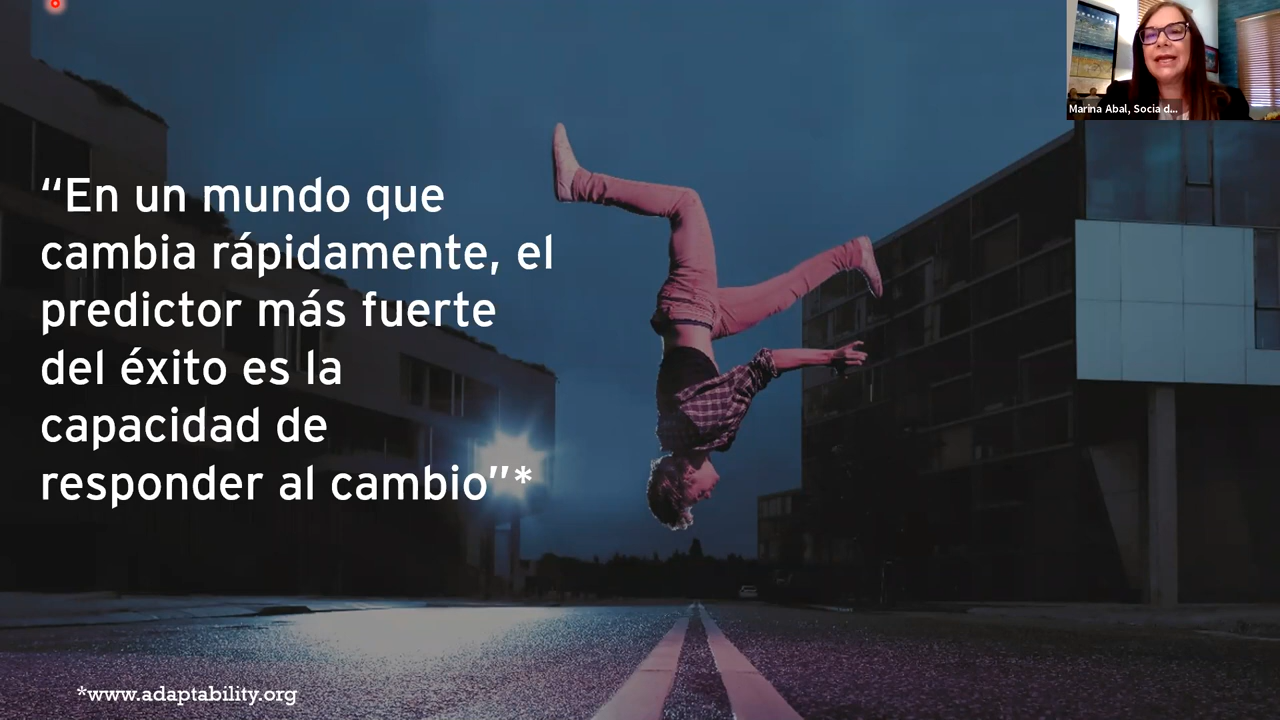 Marina Abal, Socia d...
“En un mundo que
cambia rápidamente, el
predictor más fuerte
del éxito es la
capacidad de
responder al cambio”*
*www.adaptability.org